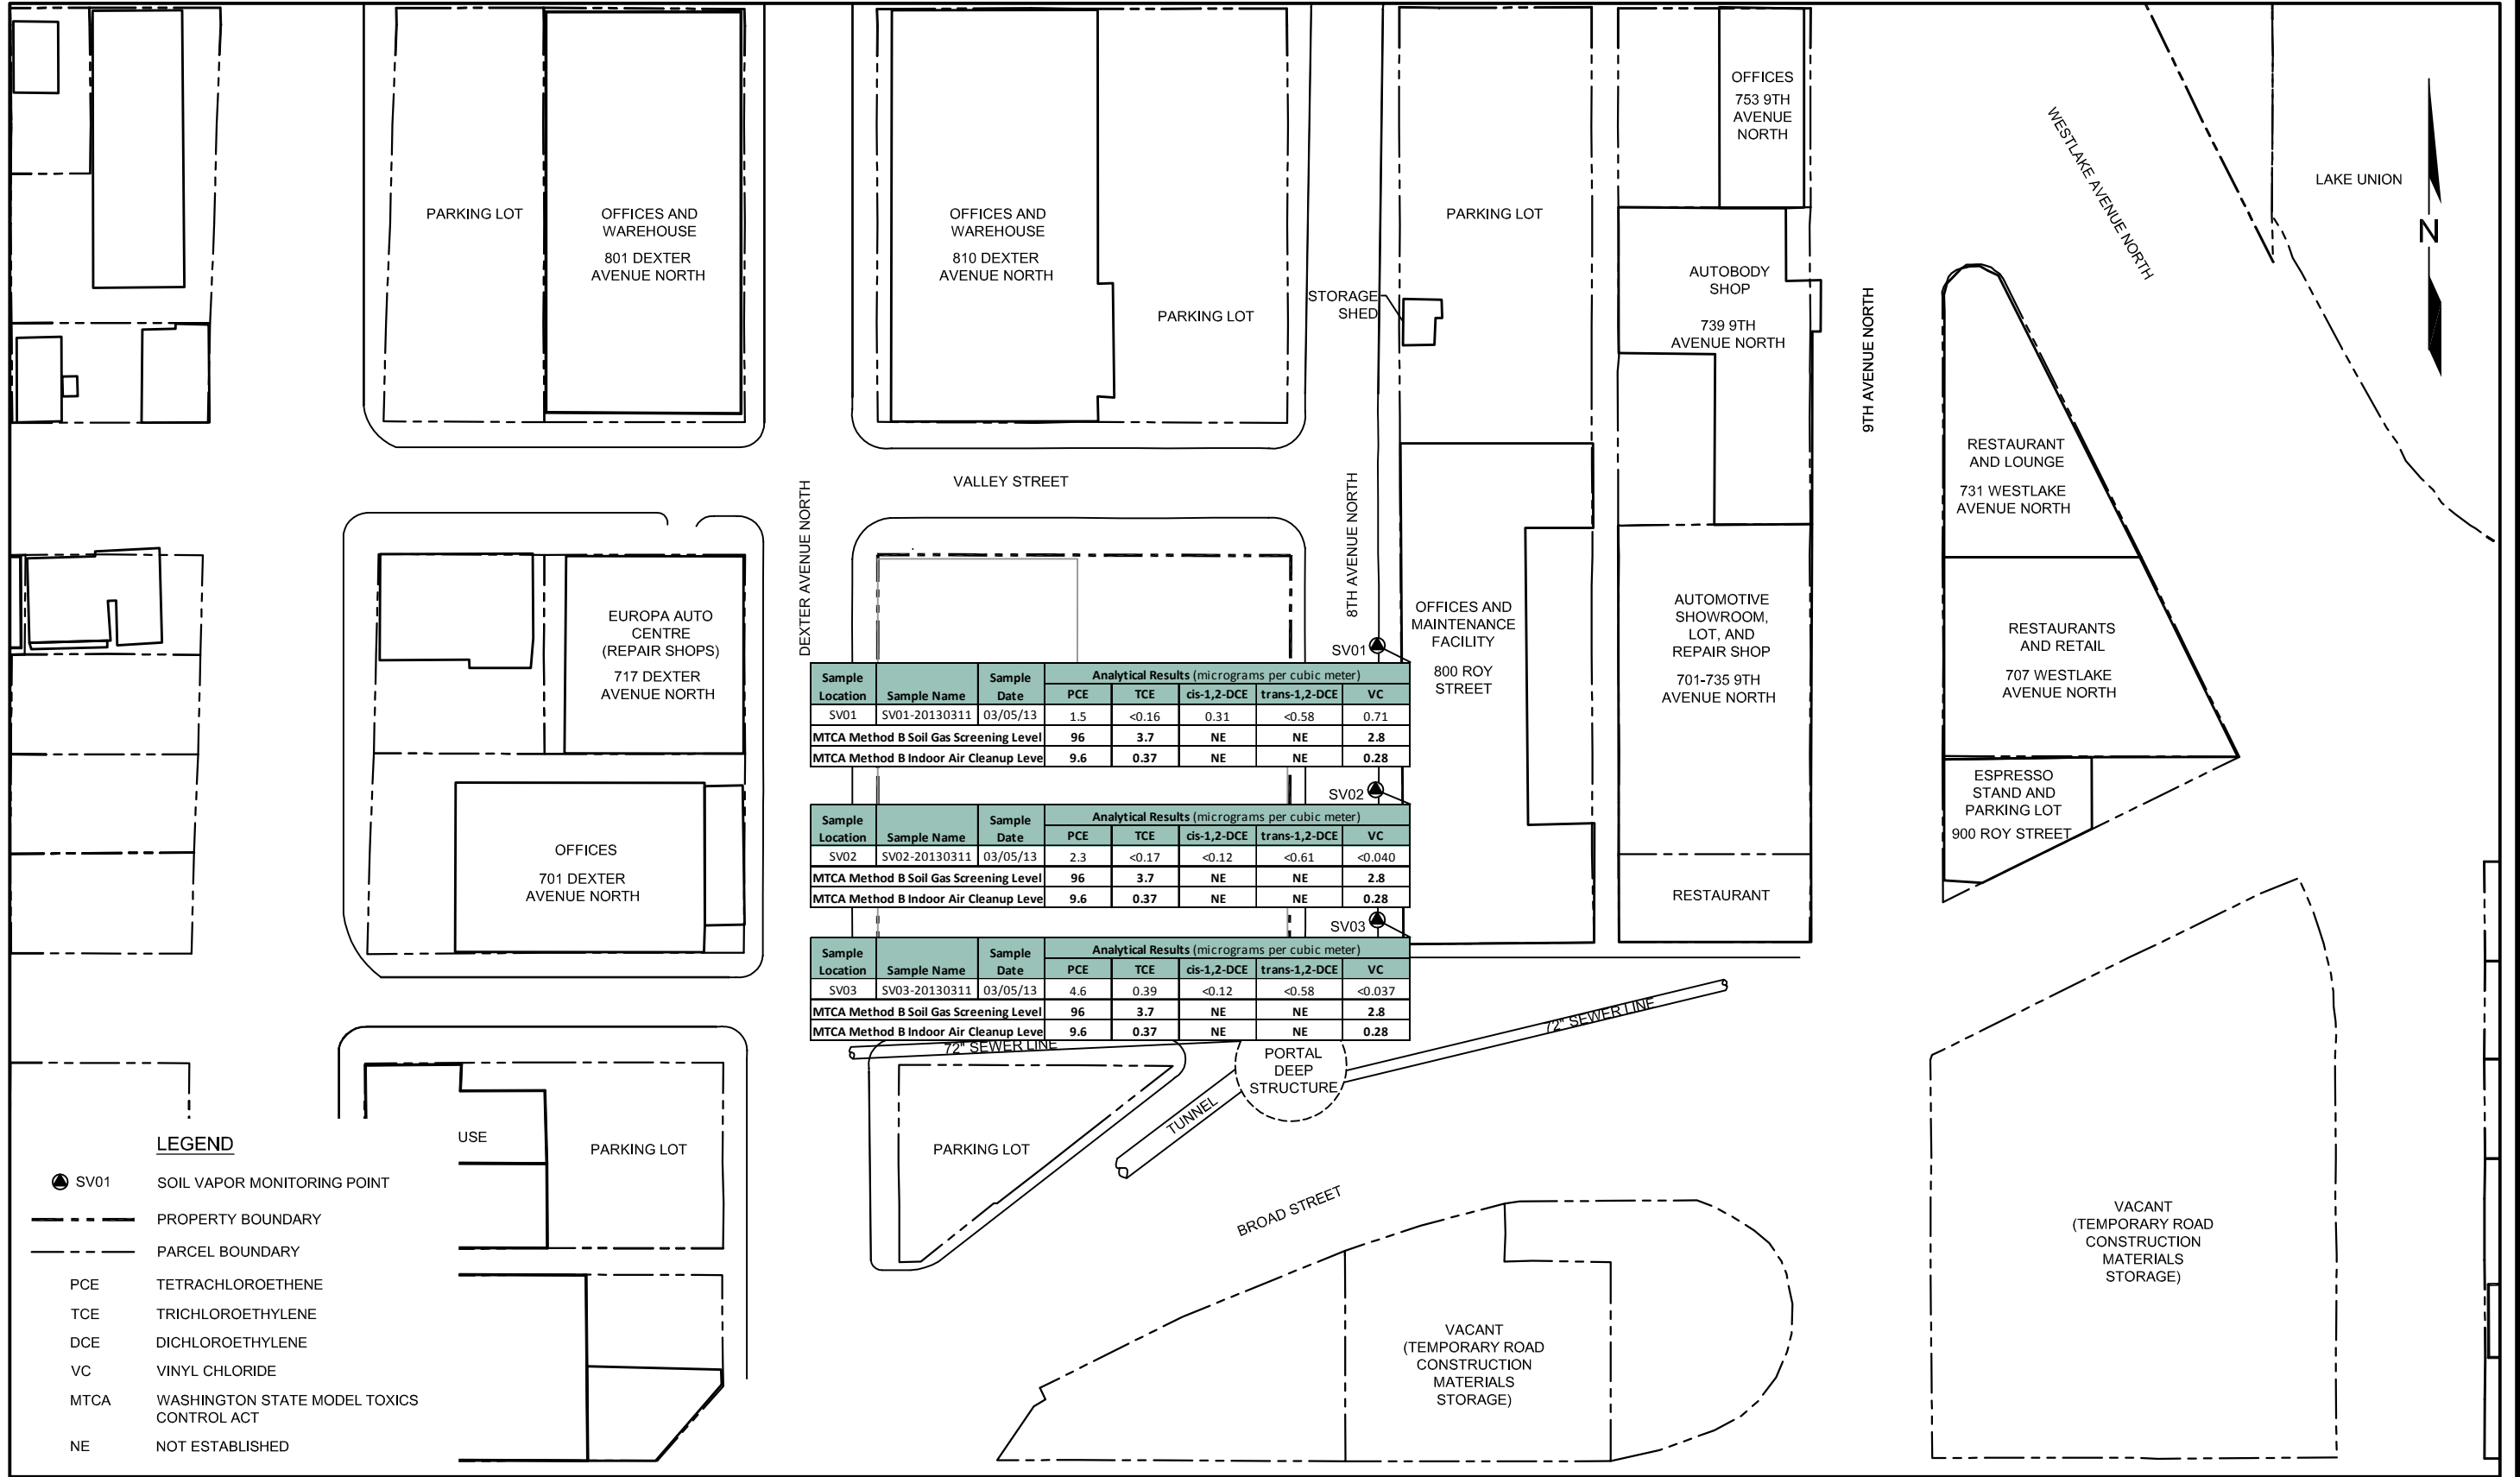 PARKING LOT
OFFICES AND
WAREHOUSE
801 DEXTER
AVENUE NORTH
OFFICES AND
WAREHOUSE
810 DEXTER
AVENUE NORTH
PARKING LOT
STORAGE
SHED
PARKING LOT
OFFICES
753 9TH
AVENUE
NORTH
AUTOBODY
SHOP
739 9TH
AVENUE NORTH
9TH AVENUE NORTH
WESTLAKE AVENUE NORTH
LAKE UNION
N
RESTAURANT
AND LOUNGE
731 WESTLAKE
AVENUE NORTH
VALLEY STREET
DEXTER AVENUE NORTH
8TH AVENUE NORTH
EUROPA AUTO
CENTRE
(REPAIR SHOPS)
717 DEXTER
AVENUE NORTH
OFFICES AND
MAINTENANCE
FACILITY
800 ROY
STREET
AUTOMOTIVE
SHOWROOM,
LOT, AND
REPAIR SHOP
701-735 9TH
AVENUE NORTH
RESTAURANTS
AND RETAIL
707 WESTLAKE
AVENUE NORTH
ESPRESSO
STAND AND
PARKING LOT
900 ROY STREET
RESTAURANT
OFFICES
701 DEXTER
AVENUE NORTH
SV01
Sample Location Sample Name Sample Date Analytical Results (micrograms per cubic meter)
PCE TCE cis-1,2-DCE trans-1,2-DCE VC
SV01 SV01-20130311 03/05/13 1.5 <0.16 0.31 <0.58 0.71
MTCA Method B Soil Gas Screening Level 96 3.7 NE NE 2.8
MTCA Method B Indoor Air Cleanup Leve 9.6 0.37 NE NE 0.28
SV02
Sample Location Sample Name Sample Date Analytical Results (micrograms per cubic meter)
PCE TCE cis-1,2-DCE trans-1,2-DCE VC
SV02 SV02-20130311 03/05/13 2.3 <0.17 <0.12 <0.61 <0.040
MTCA Method B Soil Gas Screening Level 96 3.7 NE NE 2.8
MTCA Method B Indoor Air Cleanup Leve 9.6 0.37 NE NE 0.28
SV03
Sample Location Sample Name Sample Date Analytical Results (micrograms per cubic meter)
PCE TCE cis-1,2-DCE trans-1,2-DCE VC
SV03 SV03-20130311 03/05/13 4.6 0.39 <0.12 <0.58 <0.037
MTCA Method B Soil Gas Screening Level 96 3.7 NE NE 2.8
MTCA Method B Indoor Air Cleanup Leve 9.6 0.37 NE NE 0.28
72" SEWER LINE
72" SEWER LINE
PORTAL
DEEP
STRUCTURE
TUNNEL
PARKING LOT
BROAD STREET
USE
PARKING LOT
VACANT
(TEMPORARY ROAD
CONSTRUCTION
MATERIALS
STORAGE)
VACANT
(TEMPORARY ROAD
CONSTRUCTION
MATERIALS
STORAGE)
LEGEND
SV01 SOIL VAPOR MONITORING POINT
PROPERTY BOUNDARY
PARCEL BOUNDARY
PCE TETRACHLOROETHENE
TCE TRICHLOROETHYLENE
DCE DICHLOROETHYLENE
VC VINYL CHLORIDE
MTCA WASHINGTON STATE MODEL TOXICS
CONTROL ACT
NE NOT ESTABLISHED